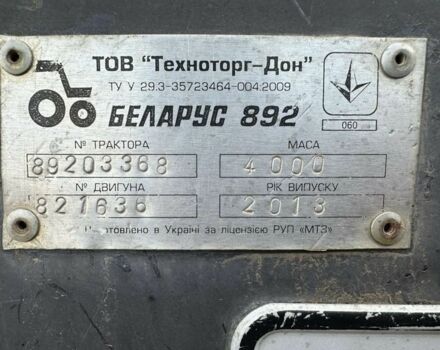 ТОВ "Техноторг-Дон"
ТУ У 29.3-35723464-004:2009
БЕЛАРУС 892
060
№ ТРАКТОРА МАСА
89203368 4000
№ ДВИГУНА РІК ВИПУСКУ
821636 2013
Виготовлено в Україні за ліцензією РУП «МТЗ»